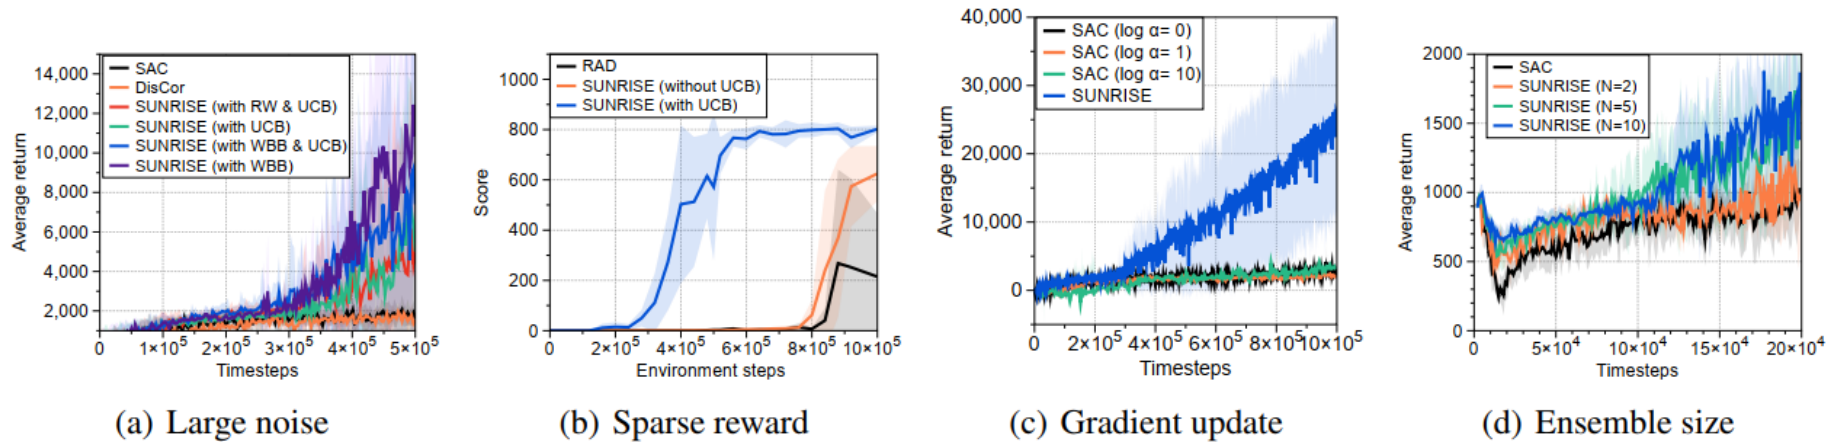 14,000
12,000
10,000
8,000
6,000
4,000
2,000
Average return
SAC
DisCor
SUNRISE (with RW & UCB)
SUNRISE (with UCB)
SUNRISE (with WBB & UCB)
SUNRISE (with WBB)
0 1×10⁵ 2×10⁵ 3×10⁵ 4×10⁵ 5×10⁵
Timesteps
(a) Large noise
1000
800
600
400
200
0
Score
RAD
SUNRISE (without UCB)
SUNRISE (with UCB)
0 2×10⁵ 4×10⁵ 6×10⁵ 8×10⁵ 10×10⁵
Environment steps
(b) Sparse reward
40,000
30,000
20,000
10,000
0
Average return
SAC (log α= 0)
SAC (log α= 1)
SAC (log α= 10)
SUNRISE
0 2×10⁵ 4×10⁵ 6×10⁵ 8×10⁵ 10×10⁵
Timesteps
(c) Gradient update
2000
1500
1000
500
0
Average return
SAC
SUNRISE (N=2)
SUNRISE (N=5)
SUNRISE (N=10)
0 5×10⁴ 10×10⁴ 15×10⁴ 20×10⁴
Timesteps
(d) Ensemble size